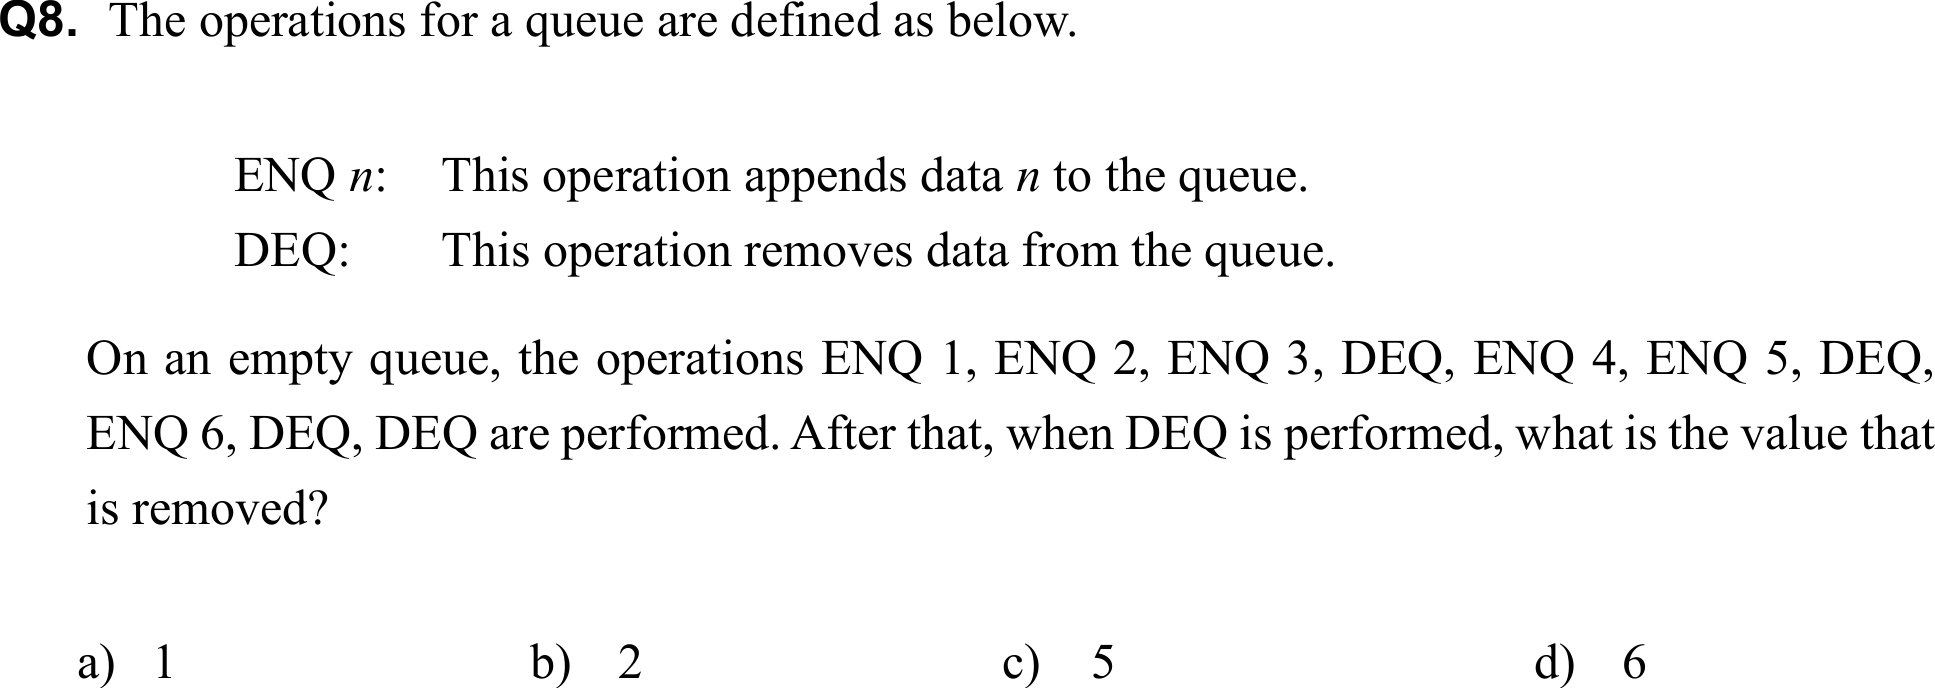 Q8. The operations for a queue are defined as below.
ENQ n: This operation appends data n to the queue.
DEQ: This operation removes data from the queue.
On an empty queue, the operations ENQ 1, ENQ 2, ENQ 3, DEQ, ENQ 4, ENQ 5, DEQ,
ENQ 6, DEQ, DEQ are performed. After that, when DEQ is performed, what is the value that
is removed?
a) 1 b) 2 c) 5 d) 6